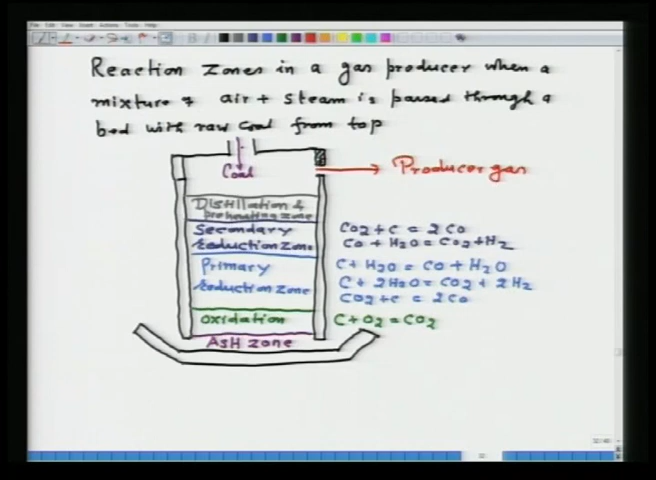 Reaction Zones in a gas producer when a
mixture of air + steam is passed through a
bed with raw coal from top
Coal
Producer gas
Distillation &
preheating zone
Secondary
Reduction Zone
CO2 + C = 2CO
CO + H2O = CO2 + H2
Primary
Reduction Zone
C + H2O = CO + H2O
C + 2H2O = CO2 + 2H2
CO2 + C = 2CO
Oxidation
C + O2 = CO2
ASH zone